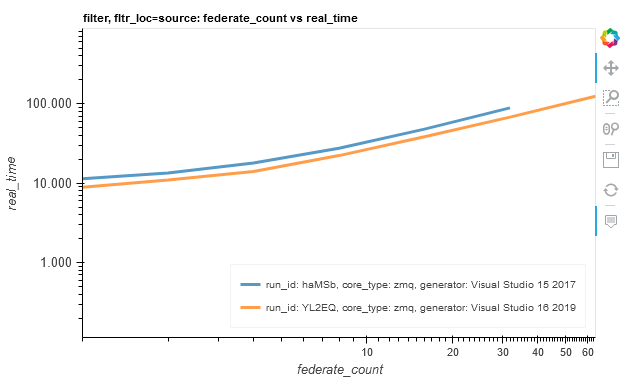 filter, fltr_loc=source: federate_count vs real_time
100.000
10.000
1.000
real_time
run_id: haMSb, core_type: zmq, generator: Visual Studio 15 2017
run_id: YL2EQ, core_type: zmq, generator: Visual Studio 16 2019
10 20 30 40 50 60
federate_count